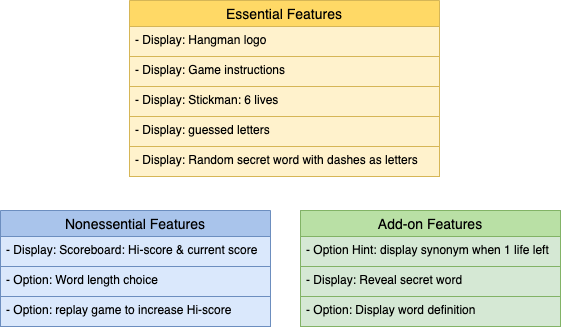 Essential Features
- Display: Hangman logo
- Display: Game instructions
- Display: Stickman: 6 lives
- Display: guessed letters
- Display: Random secret word with dashes as letters
Nonessential Features
- Display: Scoreboard: Hi-score & current score
- Option: Word length choice
- Option: replay game to increase Hi-score
Add-on Features
- Option Hint: display synonym when 1 life left
- Display: Reveal secret word
- Option: Display word definition